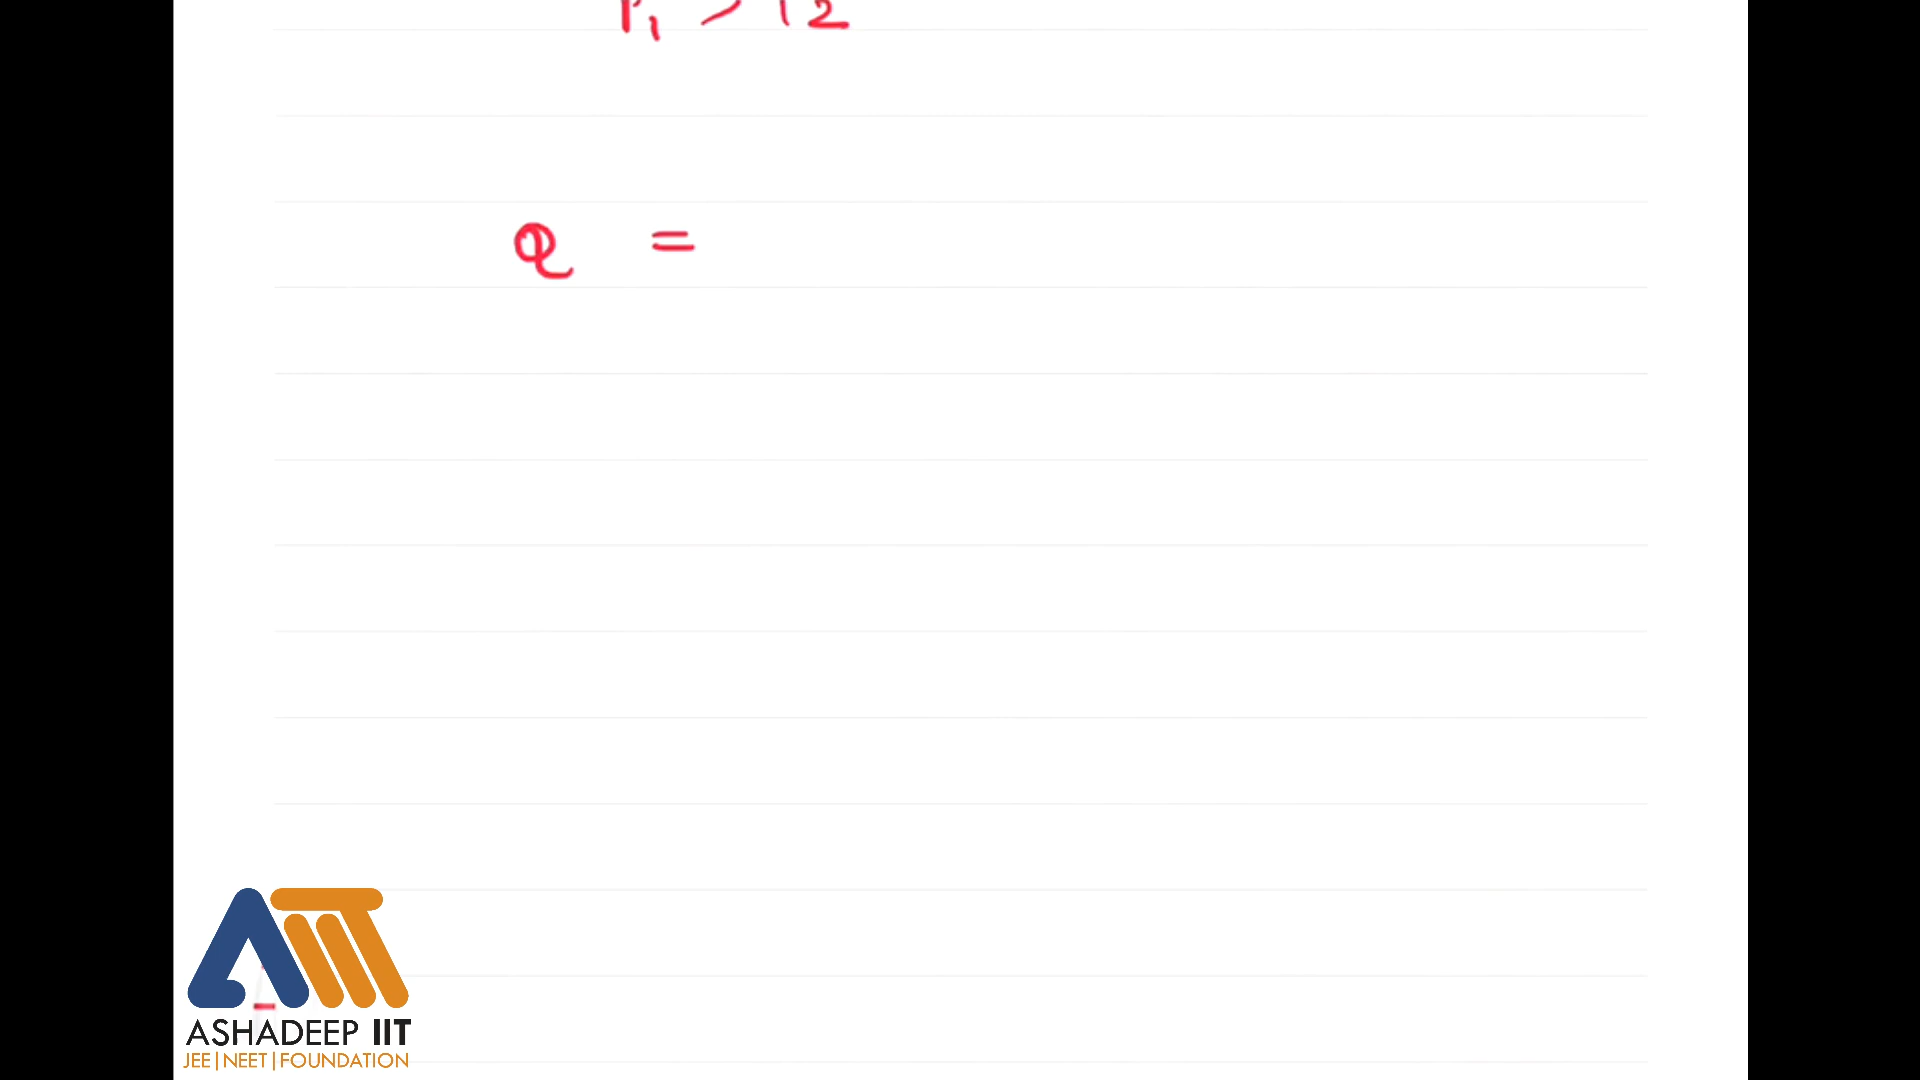 P₁ > P₂
Q =
ASHADEEP IIT
JEE|NEET|FOUNDATION